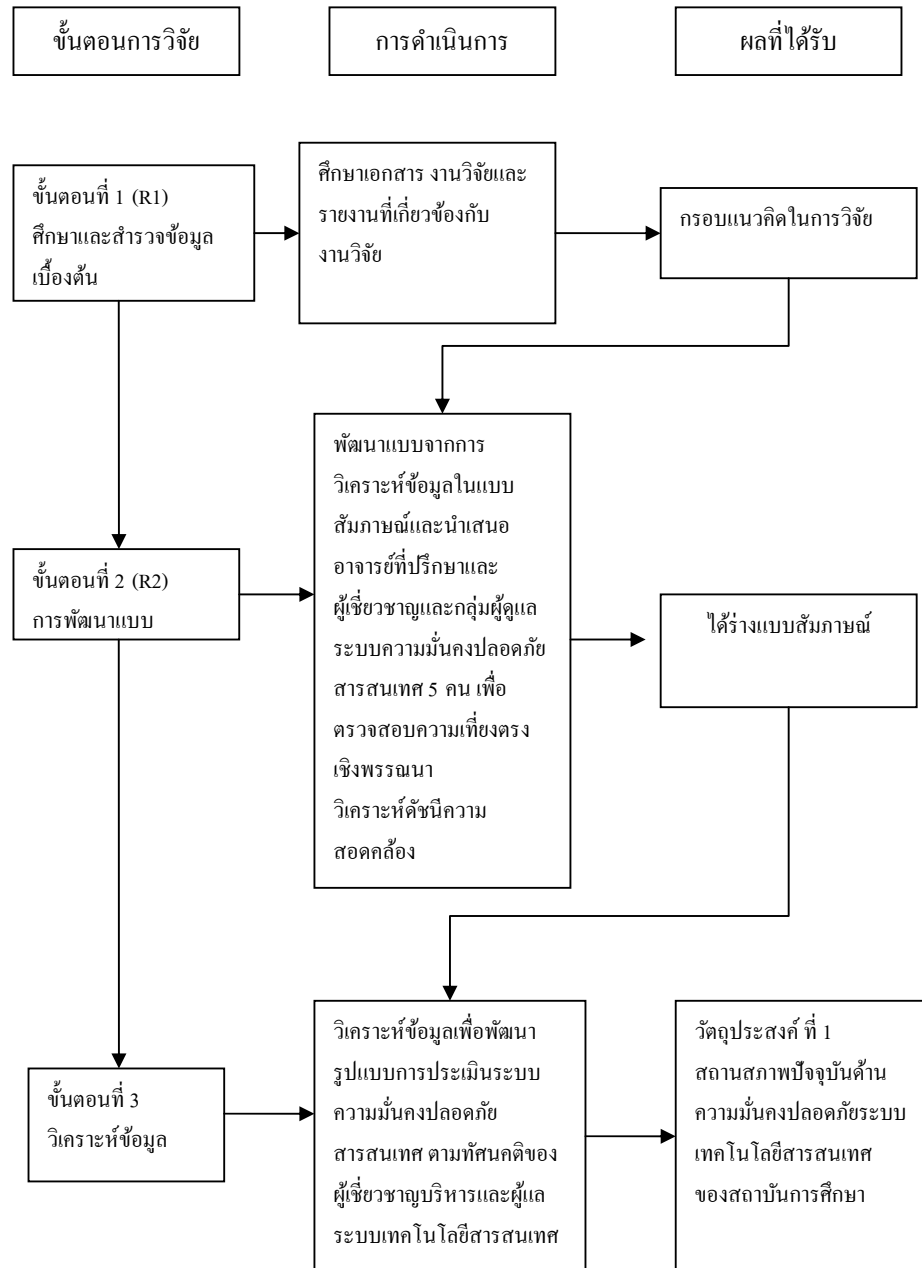 ขั้นตอนการวิจัย
การดำเนินการ
ผลที่ได้รับ
ขั้นตอนที่ 1 (R1)
ศึกษาและสำรวจข้อมูล
เบื้องต้น
ศึกษาเอกสาร งานวิจัยและ
รายงานที่เกี่ยวข้องกับ
งานวิจัย
กรอบแนวคิดในการวิจัย
ขั้นตอนที่ 2 (R2)
การพัฒนาแบบ
พัฒนาแบบจากการ
วิเคราะห์ข้อมูลในแบบ
สัมภาษณ์และนำเสนอ
อาจารย์ที่ปรึกษาและ
ผู้เชี่ยวชาญและกลุ่มผู้ดูแล
ระบบความมั่นคงปลอดภัย
สารสนเทศ 5 คน เพื่อ
ตรวจสอบความเที่ยงตรง
เชิงพรรณนา
วิเคราะห์ดัชนีความ
สอดคล้อง
ได้ร่างแบบสัมภาษณ์
ขั้นตอนที่ 3
วิเคราะห์ข้อมูล
วิเคราะห์ข้อมูลเพื่อพัฒนา
รูปแบบการประเมินระบบ
ความมั่นคงปลอดภัย
สารสนเทศ ตามทัศนคติของ
ผู้เชี่ยวชาญบริหารและผู้แล
ระบบเทคโนโลยีสารสนเทศ
วัตถุประสงค์ ที่ 1
สถานสภาพปัจจุบันด้าน
ความมั่นคงปลอดภัยระบบ
เทคโนโลยีสารสนเทศ
ของสถาบันการศึกษา